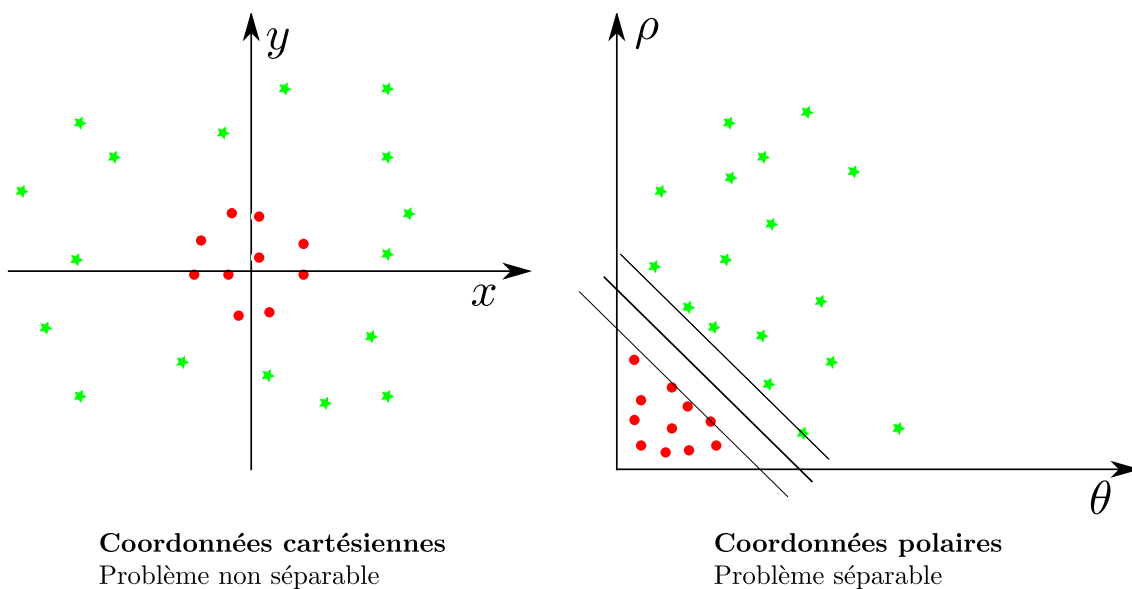 y
x
Coordonnées cartésiennes
Problème non séparable
ρ
θ
Coordonnées polaires
Problème séparable